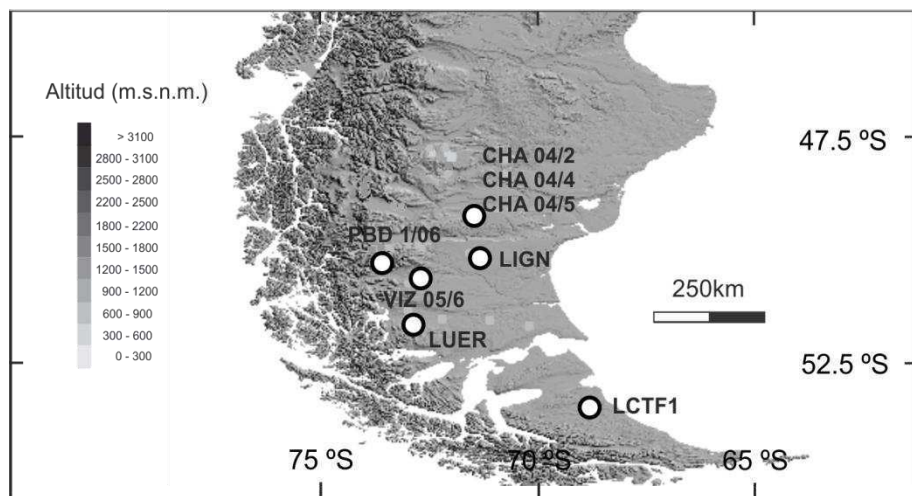 Altitud (m.s.n.m.)
> 3100
2800 - 3100
2500 - 2800
2200 - 2500
1800 - 2200
1500 - 1800
1200 - 1500
900 - 1200
600 - 900
300 - 600
0 - 300
47.5 ºS
CHA 04/2
CHA 04/4
CHA 04/5
PBD 1/06
LIGN
VIZ 05/6
250km
LUER
52.5 ºS
LCTF1
75 ºS
70 ºS
65 ºS